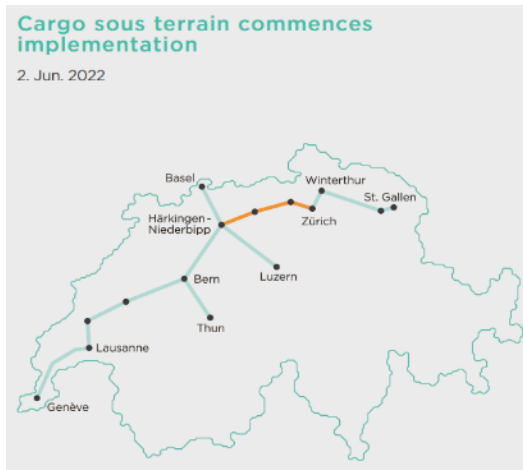 Cargo sous terrain commences
implementation
2. Jun. 2022
Basel
Winterthur
St. Gallen
Härkingen-
Niederbipp
Zürich
Luzern
Bern
Thun
Lausanne
Genève